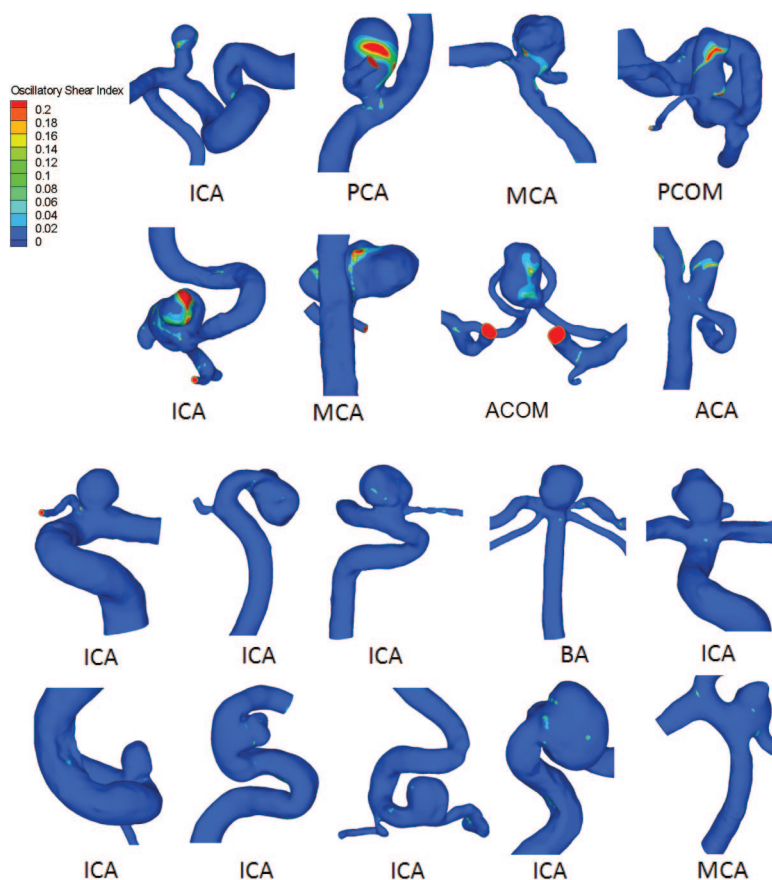 Oscillatory Shear Index
0.2
0.18
0.16
0.14
0.12
0.1
0.08
0.06
0.04
0.02
0
ICA
PCA
MCA
PCOM
ICA
MCA
ACOM
ACA
ICA
ICA
ICA
BA
ICA
ICA
ICA
ICA
ICA
MCA